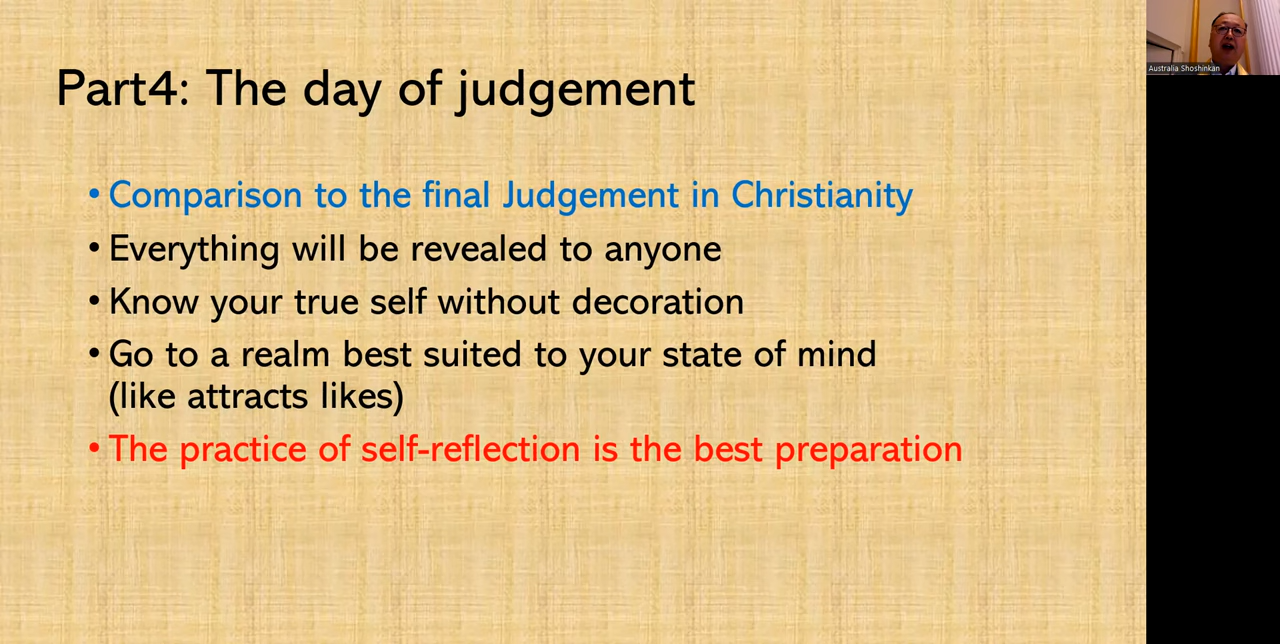 Part4: The day of judgement
• Comparison to the final Judgement in Christianity
• Everything will be revealed to anyone
• Know your true self without decoration
• Go to a realm best suited to your state of mind
(like attracts likes)
• The practice of self-reflection is the best preparation
Australia Shoshinkan